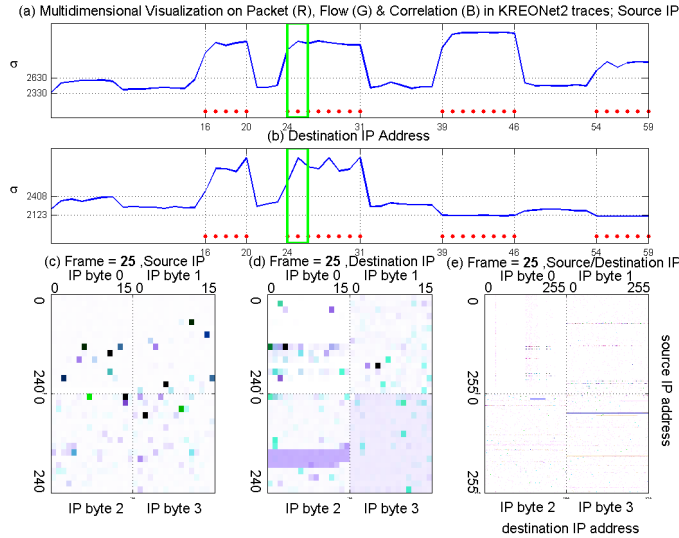 (a) Multidimensional Visualization on Packet (R), Flow (G) & Correlation (B) in KREONet2 traces; Source IP
σ
2630
2330
16 20 24 31 39 46 54 59
(b) Destination IP Address
σ
2408
2123
16 20 24 31 39 46 54 59
(c) Frame = 25 ,Source IP
IP byte 0 IP byte 1
0 15 0 15
0
240 0
240
IP byte 2 IP byte 3
(d) Frame = 25 ,Destination IP
IP byte 0 IP byte 1
0 15 0 15
0
240 0
240
IP byte 2 IP byte 3
(e) Frame = 25 ,Source/Destination IP
IP byte 0 IP byte 1
0 255 0 255
0
255 0
255
source IP address
IP byte 2 IP byte 3
destination IP address